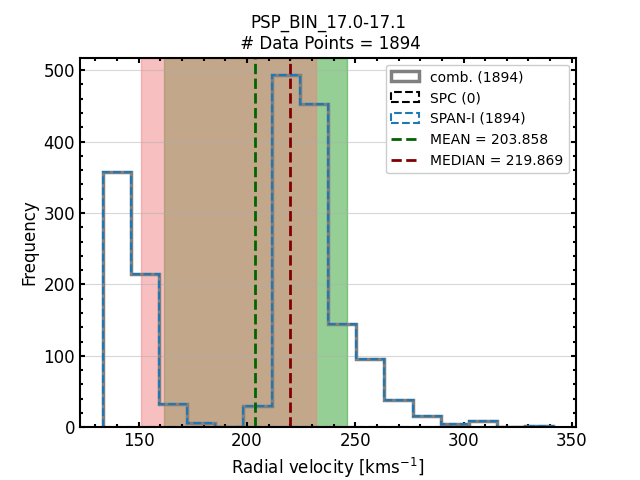 PSP_BIN_17.0-17.1
# Data Points = 1894
comb. (1894)
SPC (0)
SPAN-I (1894)
MEAN = 203.858
MEDIAN = 219.869
500
400
300
200
100
0
Frequency
150
200
250
300
350
Radial velocity [kms⁻¹]